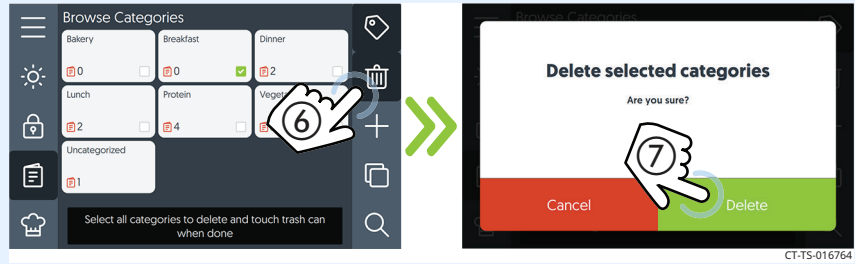 Browse Categories
Bakery
Breakfast
Dinner
0
0
2
Lunch
Protein
2
4
6
Uncategorized
1
Select all categories to delete and touch trash can
when done
Browse Categories
Delete selected categories
Are you sure?
7
Cancel
Delete
CT-TS-016764